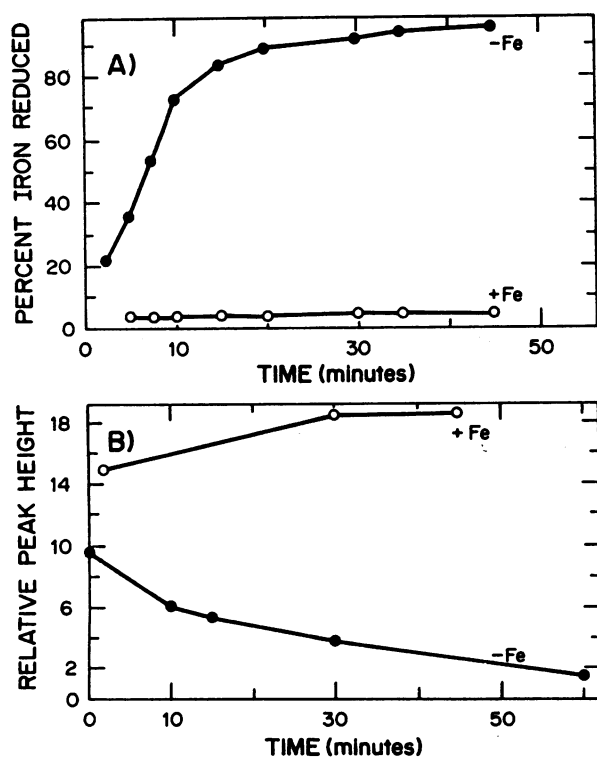 A)
PERCENT IRON REDUCED
80
60
40
20
0
-Fe
+Fe
0 10 30 50
TIME (minutes)
B)
RELATIVE PEAK HEIGHT
18
14
10
6
2
0
+Fe
-Fe
0 10 30 50
TIME (minutes)